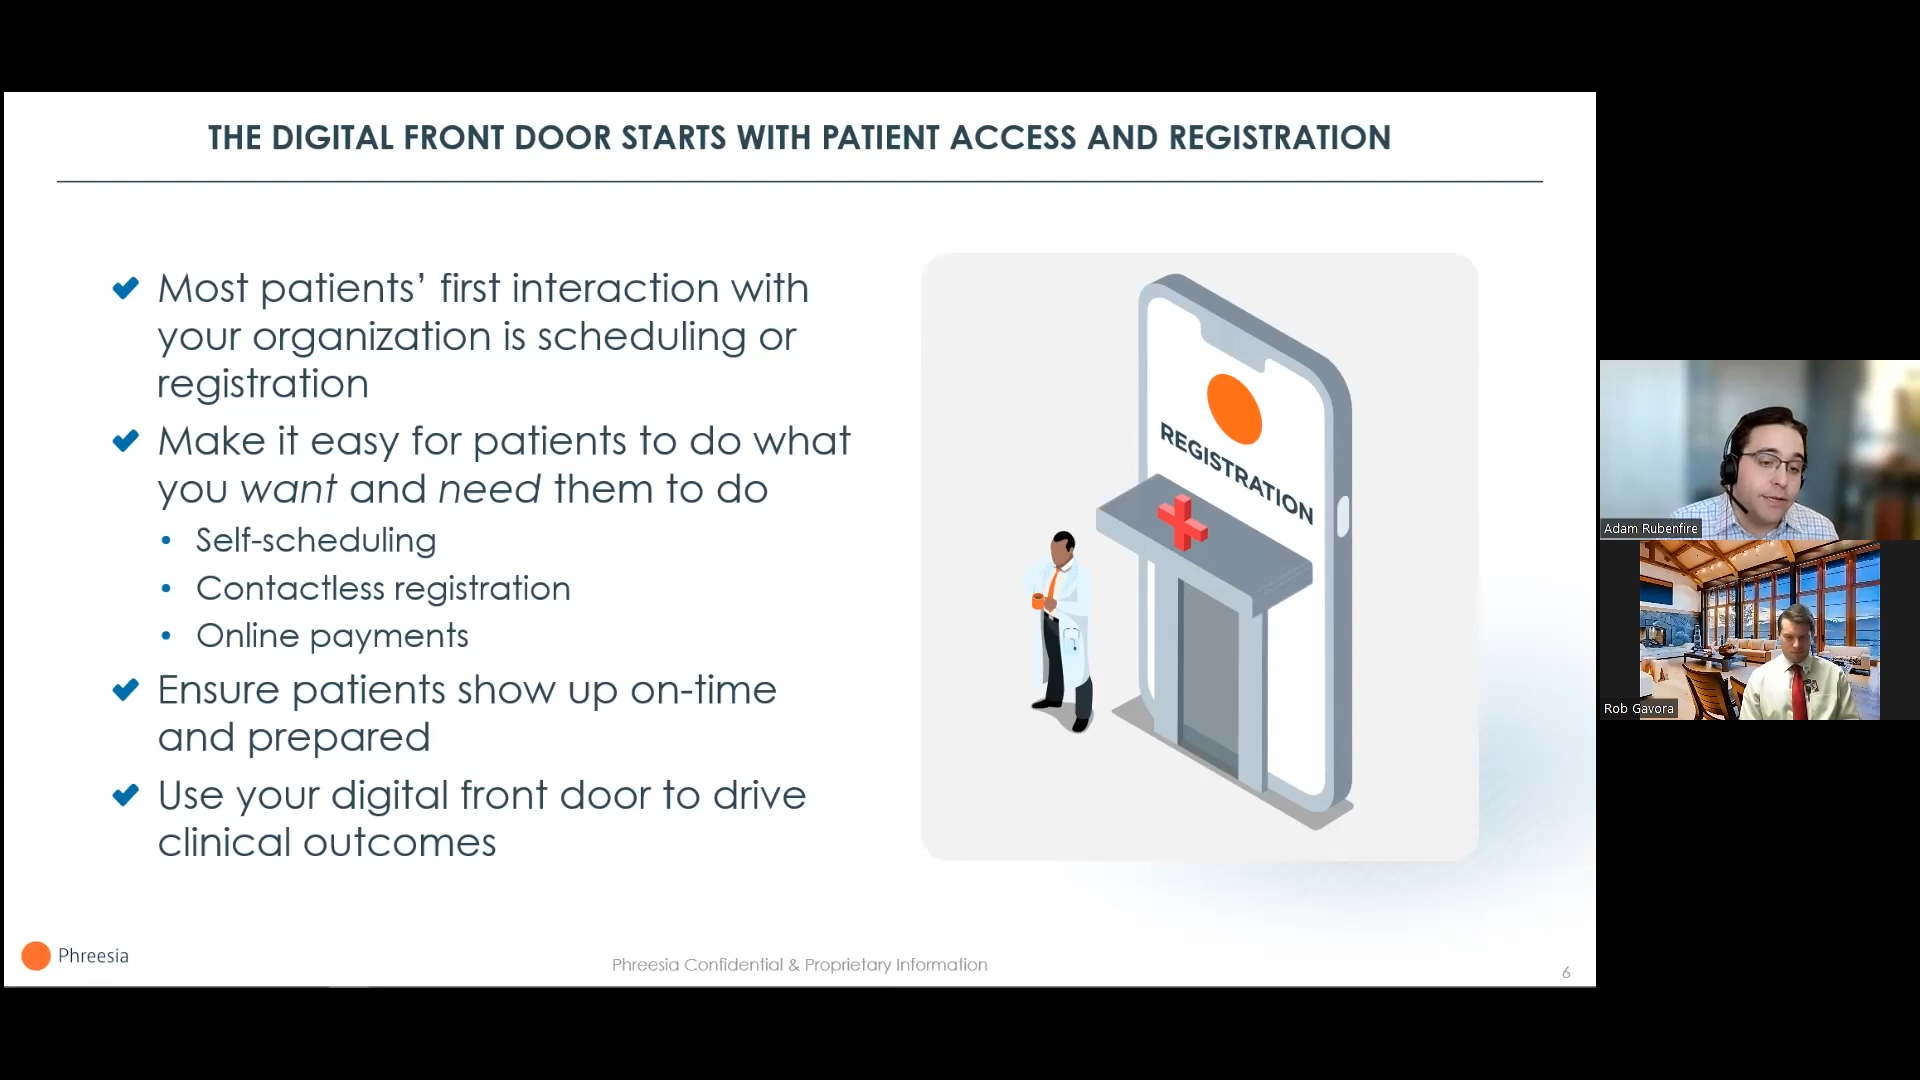 THE DIGITAL FRONT DOOR STARTS WITH PATIENT ACCESS AND REGISTRATION
Most patients’ first interaction with
your organization is scheduling or
registration
Make it easy for patients to do what
you want and need them to do
• Self-scheduling
• Contactless registration
• Online payments
Ensure patients show up on-time
and prepared
Use your digital front door to drive
clinical outcomes
REGISTRATION
Adam Rubenfire
Rob Gavora
Phreesia
Phreesia Confidential & Proprietary Information
6